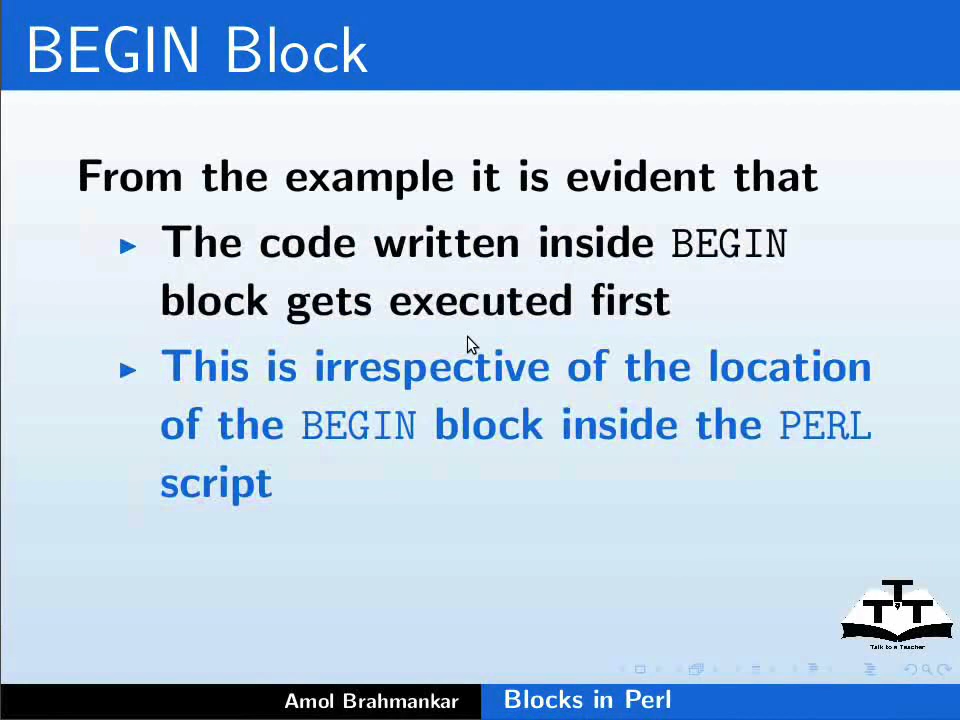 BEGIN Block
From the example it is evident that
The code written inside BEGIN
block gets executed first
This is irrespective of the location
of the BEGIN block inside the PERL
script
T
T T
Talk to a Teacher
Amol Brahmankar
Blocks in Perl